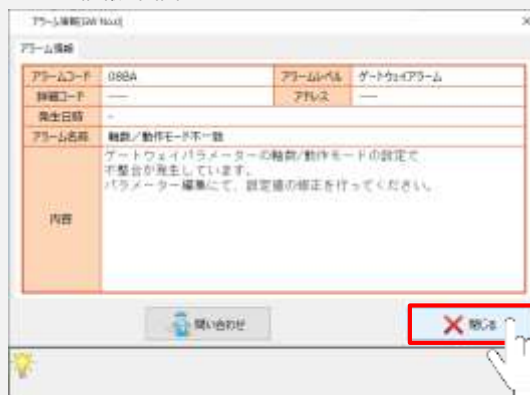 アラーム情報[GW No.0]
アラーム情報
アラームコード 088A アラームレベル ゲートウェイアラーム
詳細コード ---- アドレス ----
発生日時 -
アラーム名称 軸数/動作モード不一致
内容 ゲートウェイパラメーターの軸数/動作モードの設定で
不整合が発生しています。
パラメーター編集にて、設定値の修正を行ってください。
問い合わせ
閉じる